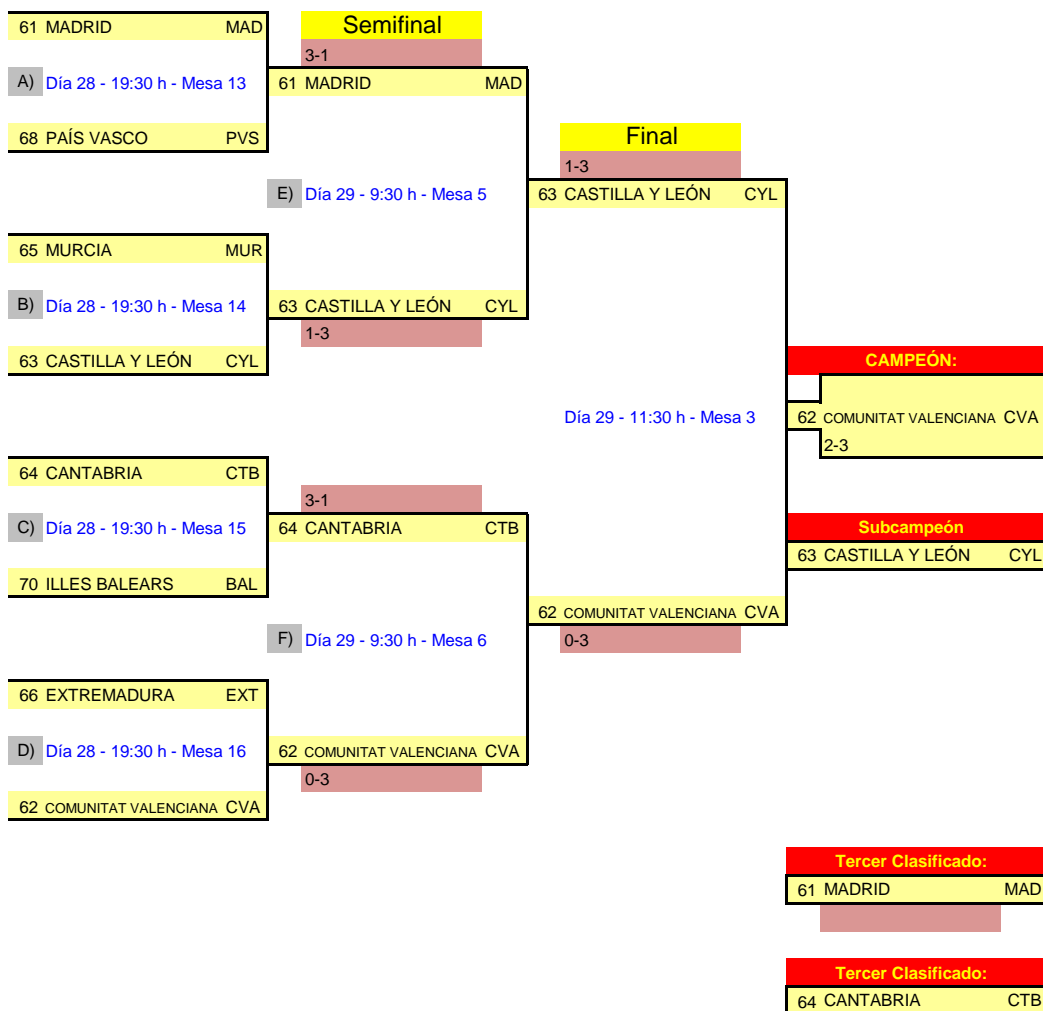 61 MADRID MAD
Semifinal
3-1
A) Día 28 - 19:30 h - Mesa 13
61 MADRID MAD
68 PAÍS VASCO PVS
Final
1-3
E) Día 29 - 9:30 h - Mesa 5
63 CASTILLA Y LEÓN CYL
65 MURCIA MUR
B) Día 28 - 19:30 h - Mesa 14
63 CASTILLA Y LEÓN CYL
1-3
63 CASTILLA Y LEÓN CYL
CAMPEÓN:
Día 29 - 11:30 h - Mesa 3
62 COMUNITAT VALENCIANA CVA
2-3
64 CANTABRIA CTB
3-1
C) Día 28 - 19:30 h - Mesa 15
64 CANTABRIA CTB
Subcampeón
63 CASTILLA Y LEÓN CYL
70 ILLES BALEARS BAL
62 COMUNITAT VALENCIANA CVA
F) Día 29 - 9:30 h - Mesa 6
0-3
66 EXTREMADURA EXT
D) Día 28 - 19:30 h - Mesa 16
62 COMUNITAT VALENCIANA CVA
0-3
62 COMUNITAT VALENCIANA CVA
Tercer Clasificado:
61 MADRID MAD
Tercer Clasificado:
64 CANTABRIA CTB